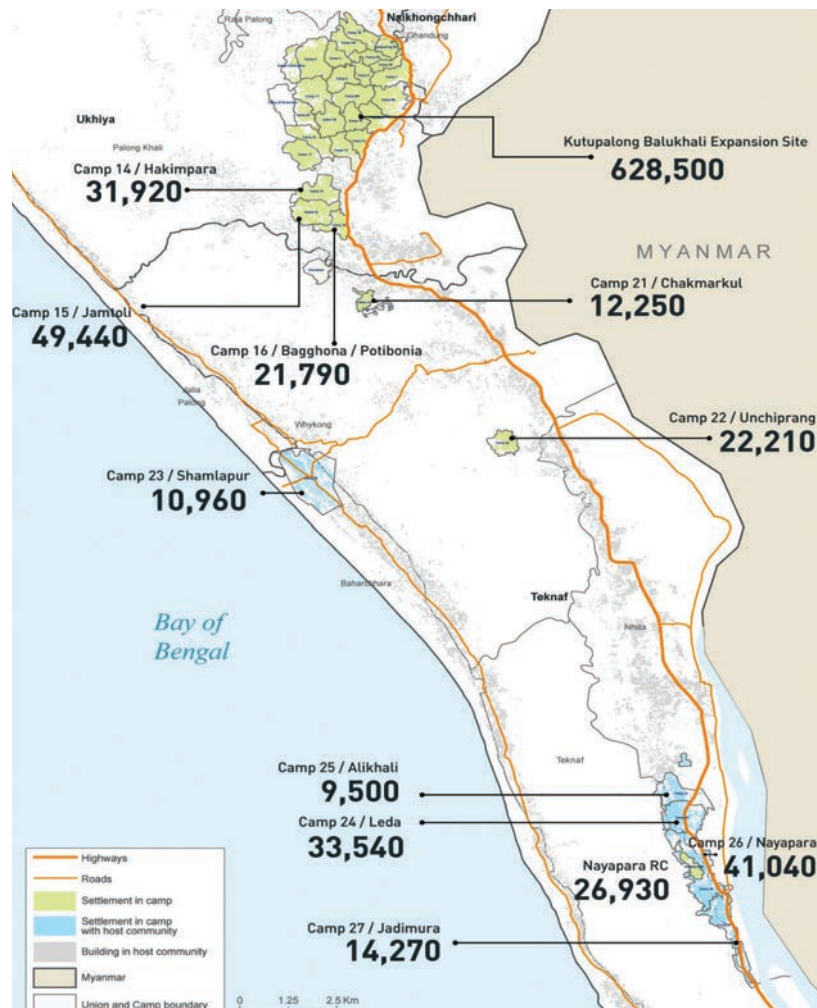 Raja Palong
Naikhongchhari
Ghandung
Ukhiya
Palong Khali
Kutupalong Balukhali Expansion Site
628,500
Camp 14 / Hakimpara
31,920
MYANMAR
Camp 21 / Chakmarkul
12,250
Camp 15 / Jamtoli
49,440
Camp 16 / Bagghona / Potibonia
21,790
Jalia
Palong
Whykong
Camp 22 / Unchiprang
22,210
Camp 23 / Shamlapur
10,960
Baharchhara
Teknaf
Bay of
Bengal
Nhilla
Teknaf
Camp 25 / Alikhali
9,500
Camp 24 / Leda
33,540
Camp 26 / Nayapara
41,040
Nayapara RC
26,930
Camp 27 / Jadimura
14,270
Highways
Roads
Settlement in camp
Settlement in camp
with host community
Building in host community
Myanmar
Union and Camp boundary
0 1.25 2.5 Km